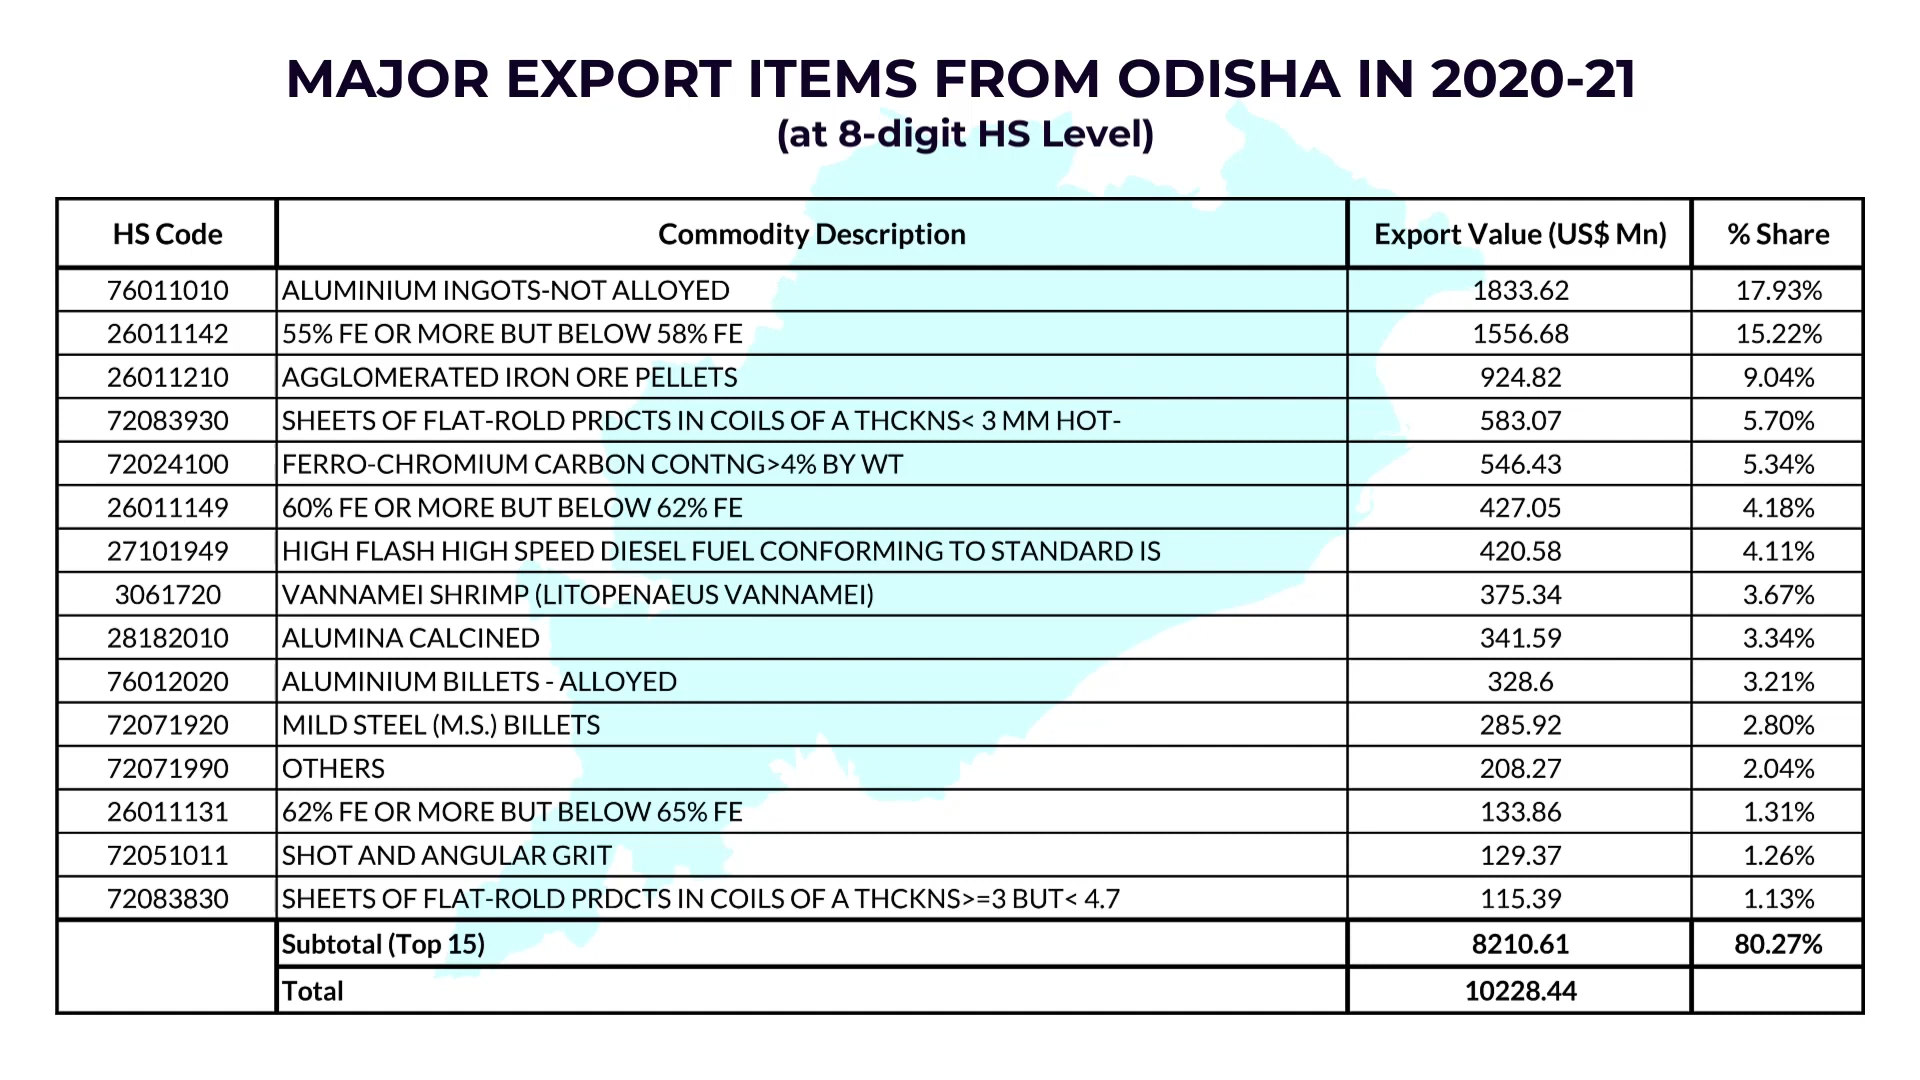 MAJOR EXPORT ITEMS FROM ODISHA IN 2020-21
(at 8-digit HS Level)
HS Code Commodity Description Export Value (US$ Mn) % Share
76011010 ALUMINIUM INGOTS-NOT ALLOYED 1833.62 17.93%
26011142 55% FE OR MORE BUT BELOW 58% FE 1556.68 15.22%
26011210 AGGLOMERATED IRON ORE PELLETS 924.82 9.04%
72083930 SHEETS OF FLAT-ROLD PRDCTS IN COILS OF A THCKNS< 3 MM HOT- 583.07 5.70%
72024100 FERRO-CHROMIUM CARBON CONTNG>4% BY WT 546.43 5.34%
26011149 60% FE OR MORE BUT BELOW 62% FE 427.05 4.18%
27101949 HIGH FLASH HIGH SPEED DIESEL FUEL CONFORMING TO STANDARD IS 420.58 4.11%
3061720 VANNAMEI SHRIMP (LITOPENAEUS VANNAMEI) 375.34 3.67%
28182010 ALUMINA CALCINED 341.59 3.34%
76012020 ALUMINIUM BILLETS - ALLOYED 328.6 3.21%
72071920 MILD STEEL (M.S.) BILLETS 285.92 2.80%
72071990 OTHERS 208.27 2.04%
26011131 62% FE OR MORE BUT BELOW 65% FE 133.86 1.31%
72051011 SHOT AND ANGULAR GRIT 129.37 1.26%
72083830 SHEETS OF FLAT-ROLD PRDCTS IN COILS OF A THCKNS>=3 BUT< 4.7 115.39 1.13%
Subtotal (Top 15) 8210.61 80.27%
Total 10228.44